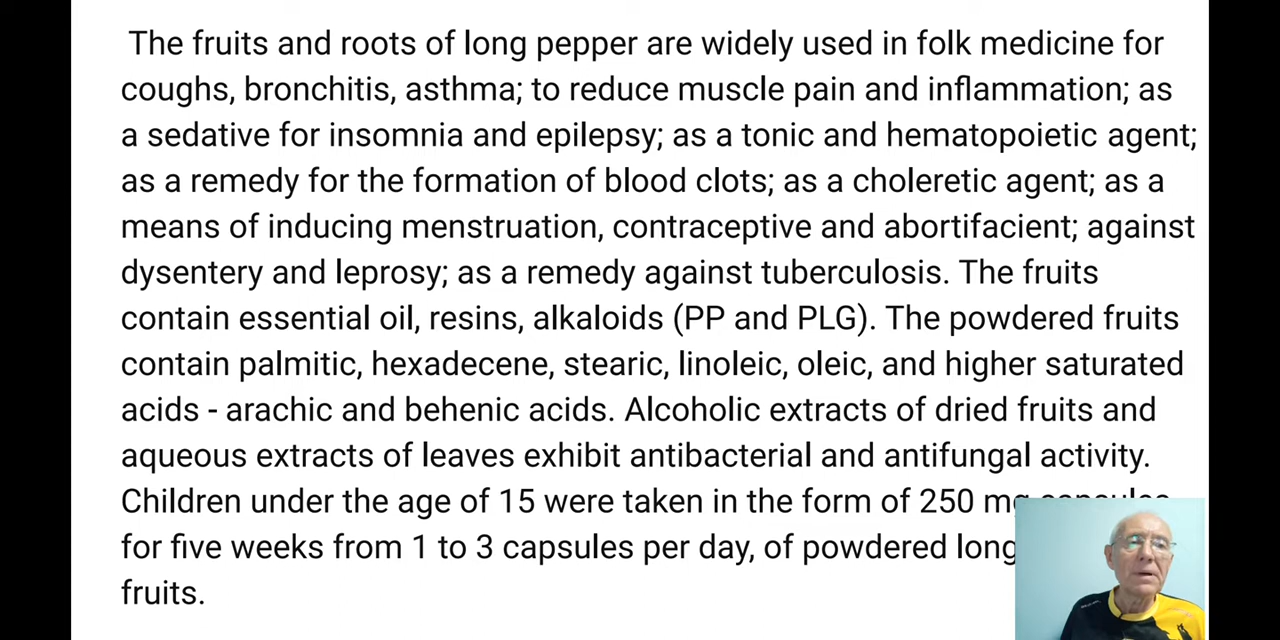 The fruits and roots of long pepper are widely used in folk medicine for
coughs, bronchitis, asthma; to reduce muscle pain and inflammation; as
a sedative for insomnia and epilepsy; as a tonic and hematopoietic agent;
as a remedy for the formation of blood clots; as a choleretic agent; as a
means of inducing menstruation, contraceptive and abortifacient; against
dysentery and leprosy; as a remedy against tuberculosis. The fruits
contain essential oil, resins, alkaloids (PP and PLG). The powdered fruits
contain palmitic, hexadecene, stearic, linoleic, oleic, and higher saturated
acids - arachic and behenic acids. Alcoholic extracts of dried fruits and
aqueous extracts of leaves exhibit antibacterial and antifungal activity.
Children under the age of 15 were taken in the form of 250 mg capsules
for five weeks from 1 to 3 capsules per day, of powdered long
fruits.